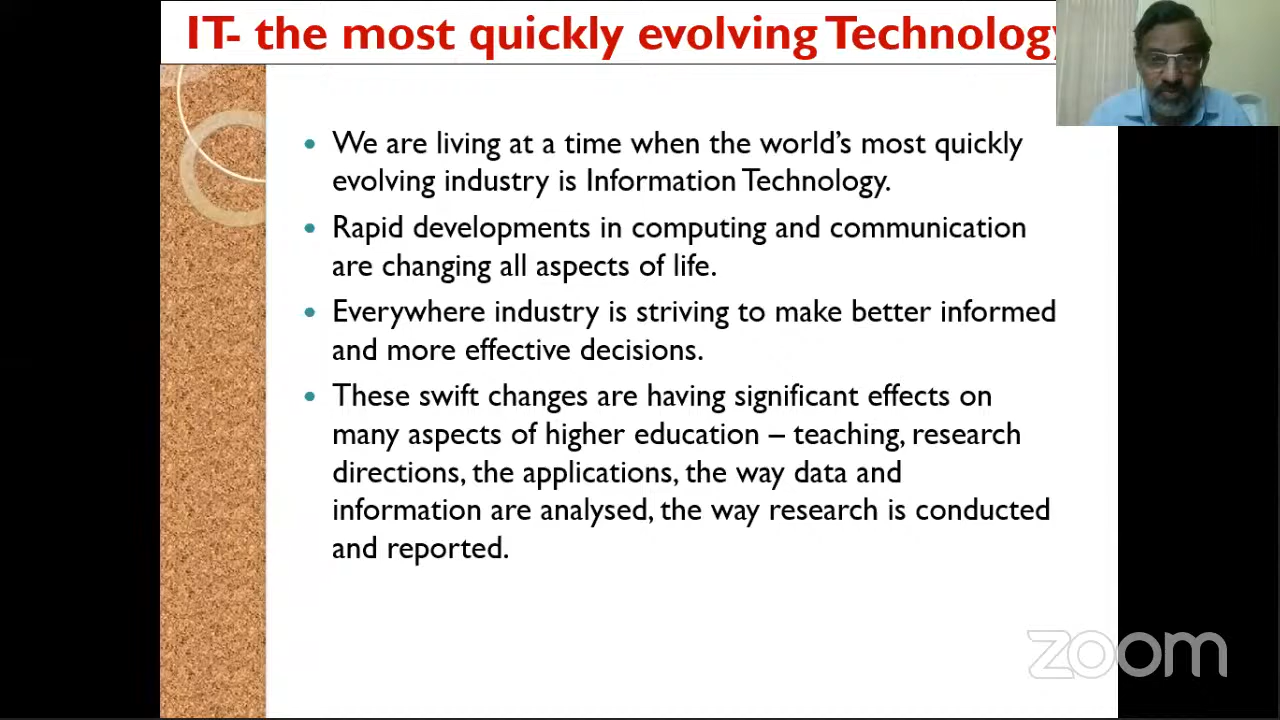 IT- the most quickly evolving Technology
We are living at a time when the world's most quickly
evolving industry is Information Technology.
Rapid developments in computing and communication
are changing all aspects of life.
Everywhere industry is striving to make better informed
and more effective decisions.
These swift changes are having significant effects on
many aspects of higher education – teaching, research
directions, the applications, the way data and
information are analysed, the way research is conducted
and reported.
zoom